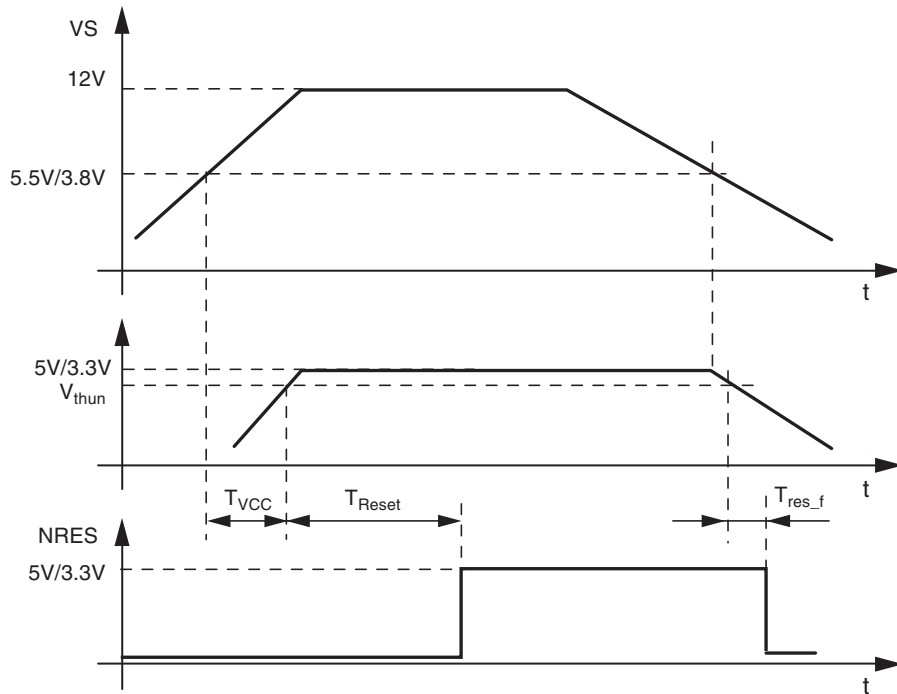 VS
12V
5.5V/3.8V
t
5V/3.3V
Vthun
TVCC
TReset
Tres_f
NRES
5V/3.3V
t